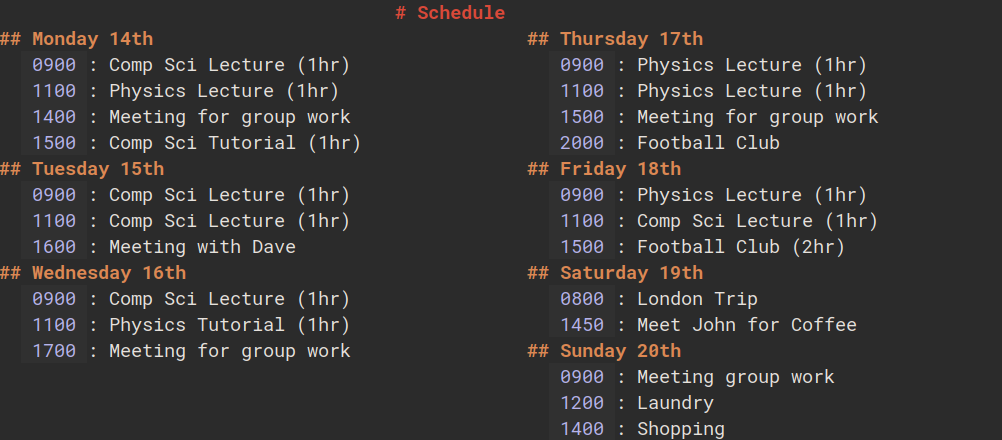 # Schedule
## Monday 14th
0900 : Comp Sci Lecture (1hr)
1100 : Physics Lecture (1hr)
1400 : Meeting for group work
1500 : Comp Sci Tutorial (1hr)
## Tuesday 15th
0900 : Comp Sci Lecture (1hr)
1100 : Comp Sci Lecture (1hr)
1600 : Meeting with Dave
## Wednesday 16th
0900 : Comp Sci Lecture (1hr)
1100 : Physics Tutorial (1hr)
1700 : Meeting for group work
## Thursday 17th
0900 : Physics Lecture (1hr)
1100 : Physics Lecture (1hr)
1500 : Meeting for group work
2000 : Football Club
## Friday 18th
0900 : Physics Lecture (1hr)
1100 : Comp Sci Lecture (1hr)
1500 : Football Club (2hr)
## Saturday 19th
0800 : London Trip
1450 : Meet John for Coffee
## Sunday 20th
0900 : Meeting group work
1200 : Laundry
1400 : Shopping